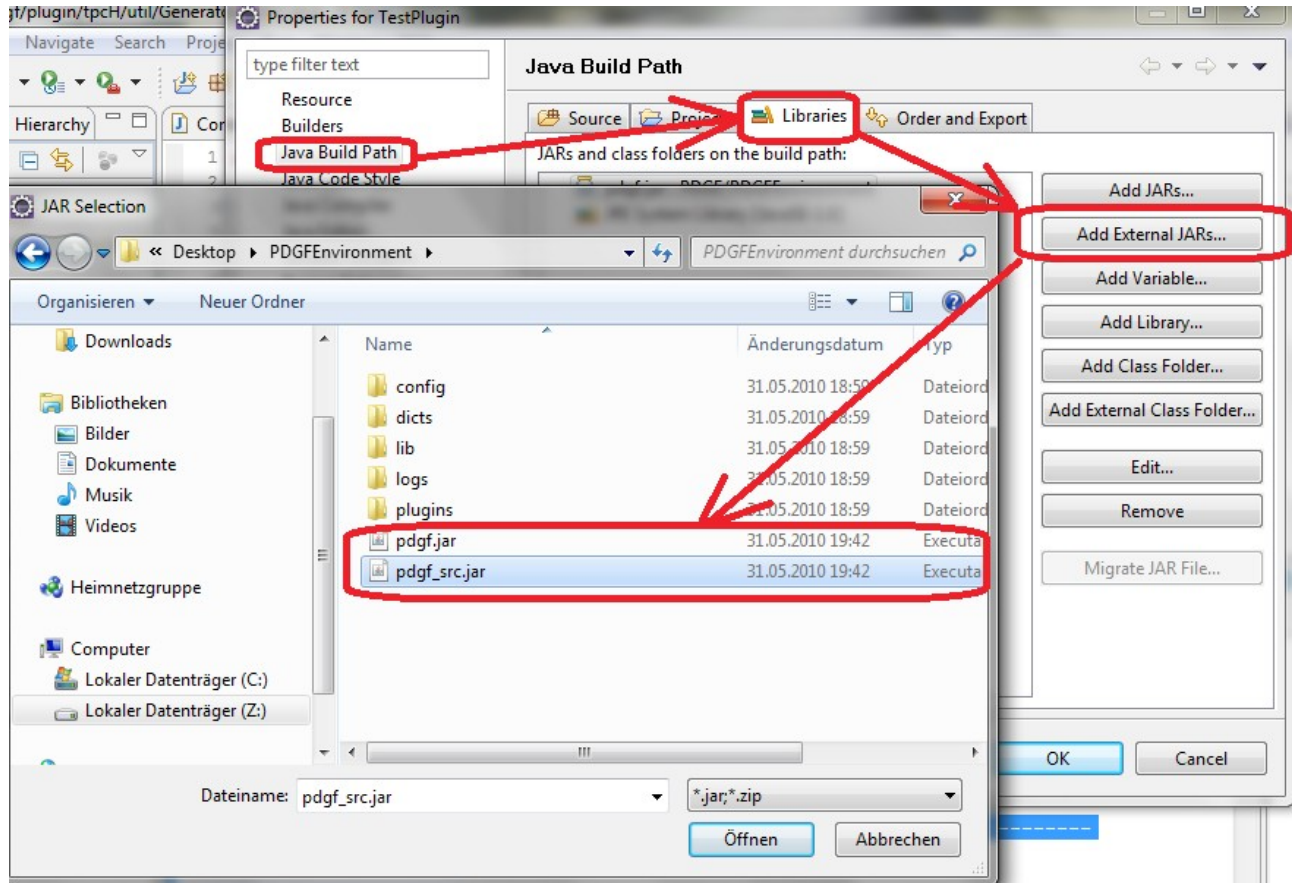 gf/plugin/tpcH/util/Generat
Properties for TestPlugin
Navigate Search Proje
type filter text
Java Build Path
Resource
Builders
Java Build Path
Java Code Style
Hierarchy
Cor
1
2
Source
Projec
Libraries
Order and Export
JARs and class folders on the build path:
Add JARs...
Add External JARs...
Add Variable...
Add Library...
Add Class Folder...
Add External Class Folder...
Edit...
Remove
Migrate JAR File...
OK
Cancel
JAR Selection
« Desktop ▸ PDGFEnvironment ▸
PDGFEnvironment durchsuchen
Organisieren
Neuer Ordner
Downloads
Bibliotheken
Bilder
Dokumente
Musik
Videos
Heimnetzgruppe
Computer
Lokaler Datenträger (C:)
Lokaler Datenträger (Z:)
Name Änderungsdatum Typ
config 31.05.2010 18:59 Dateiord
dicts 31.05.2010 18:59 Dateiord
lib 31.05.2010 18:59 Dateiord
logs 31.05.2010 18:59 Dateiord
plugins 31.05.2010 18:59 Dateiord
pdgf.jar 31.05.2010 19:42 Executa
pdgf_src.jar 31.05.2010 19:42 Executa
Dateiname: pdgf_src.jar
*.jar;*.zip
Öffnen
Abbrechen